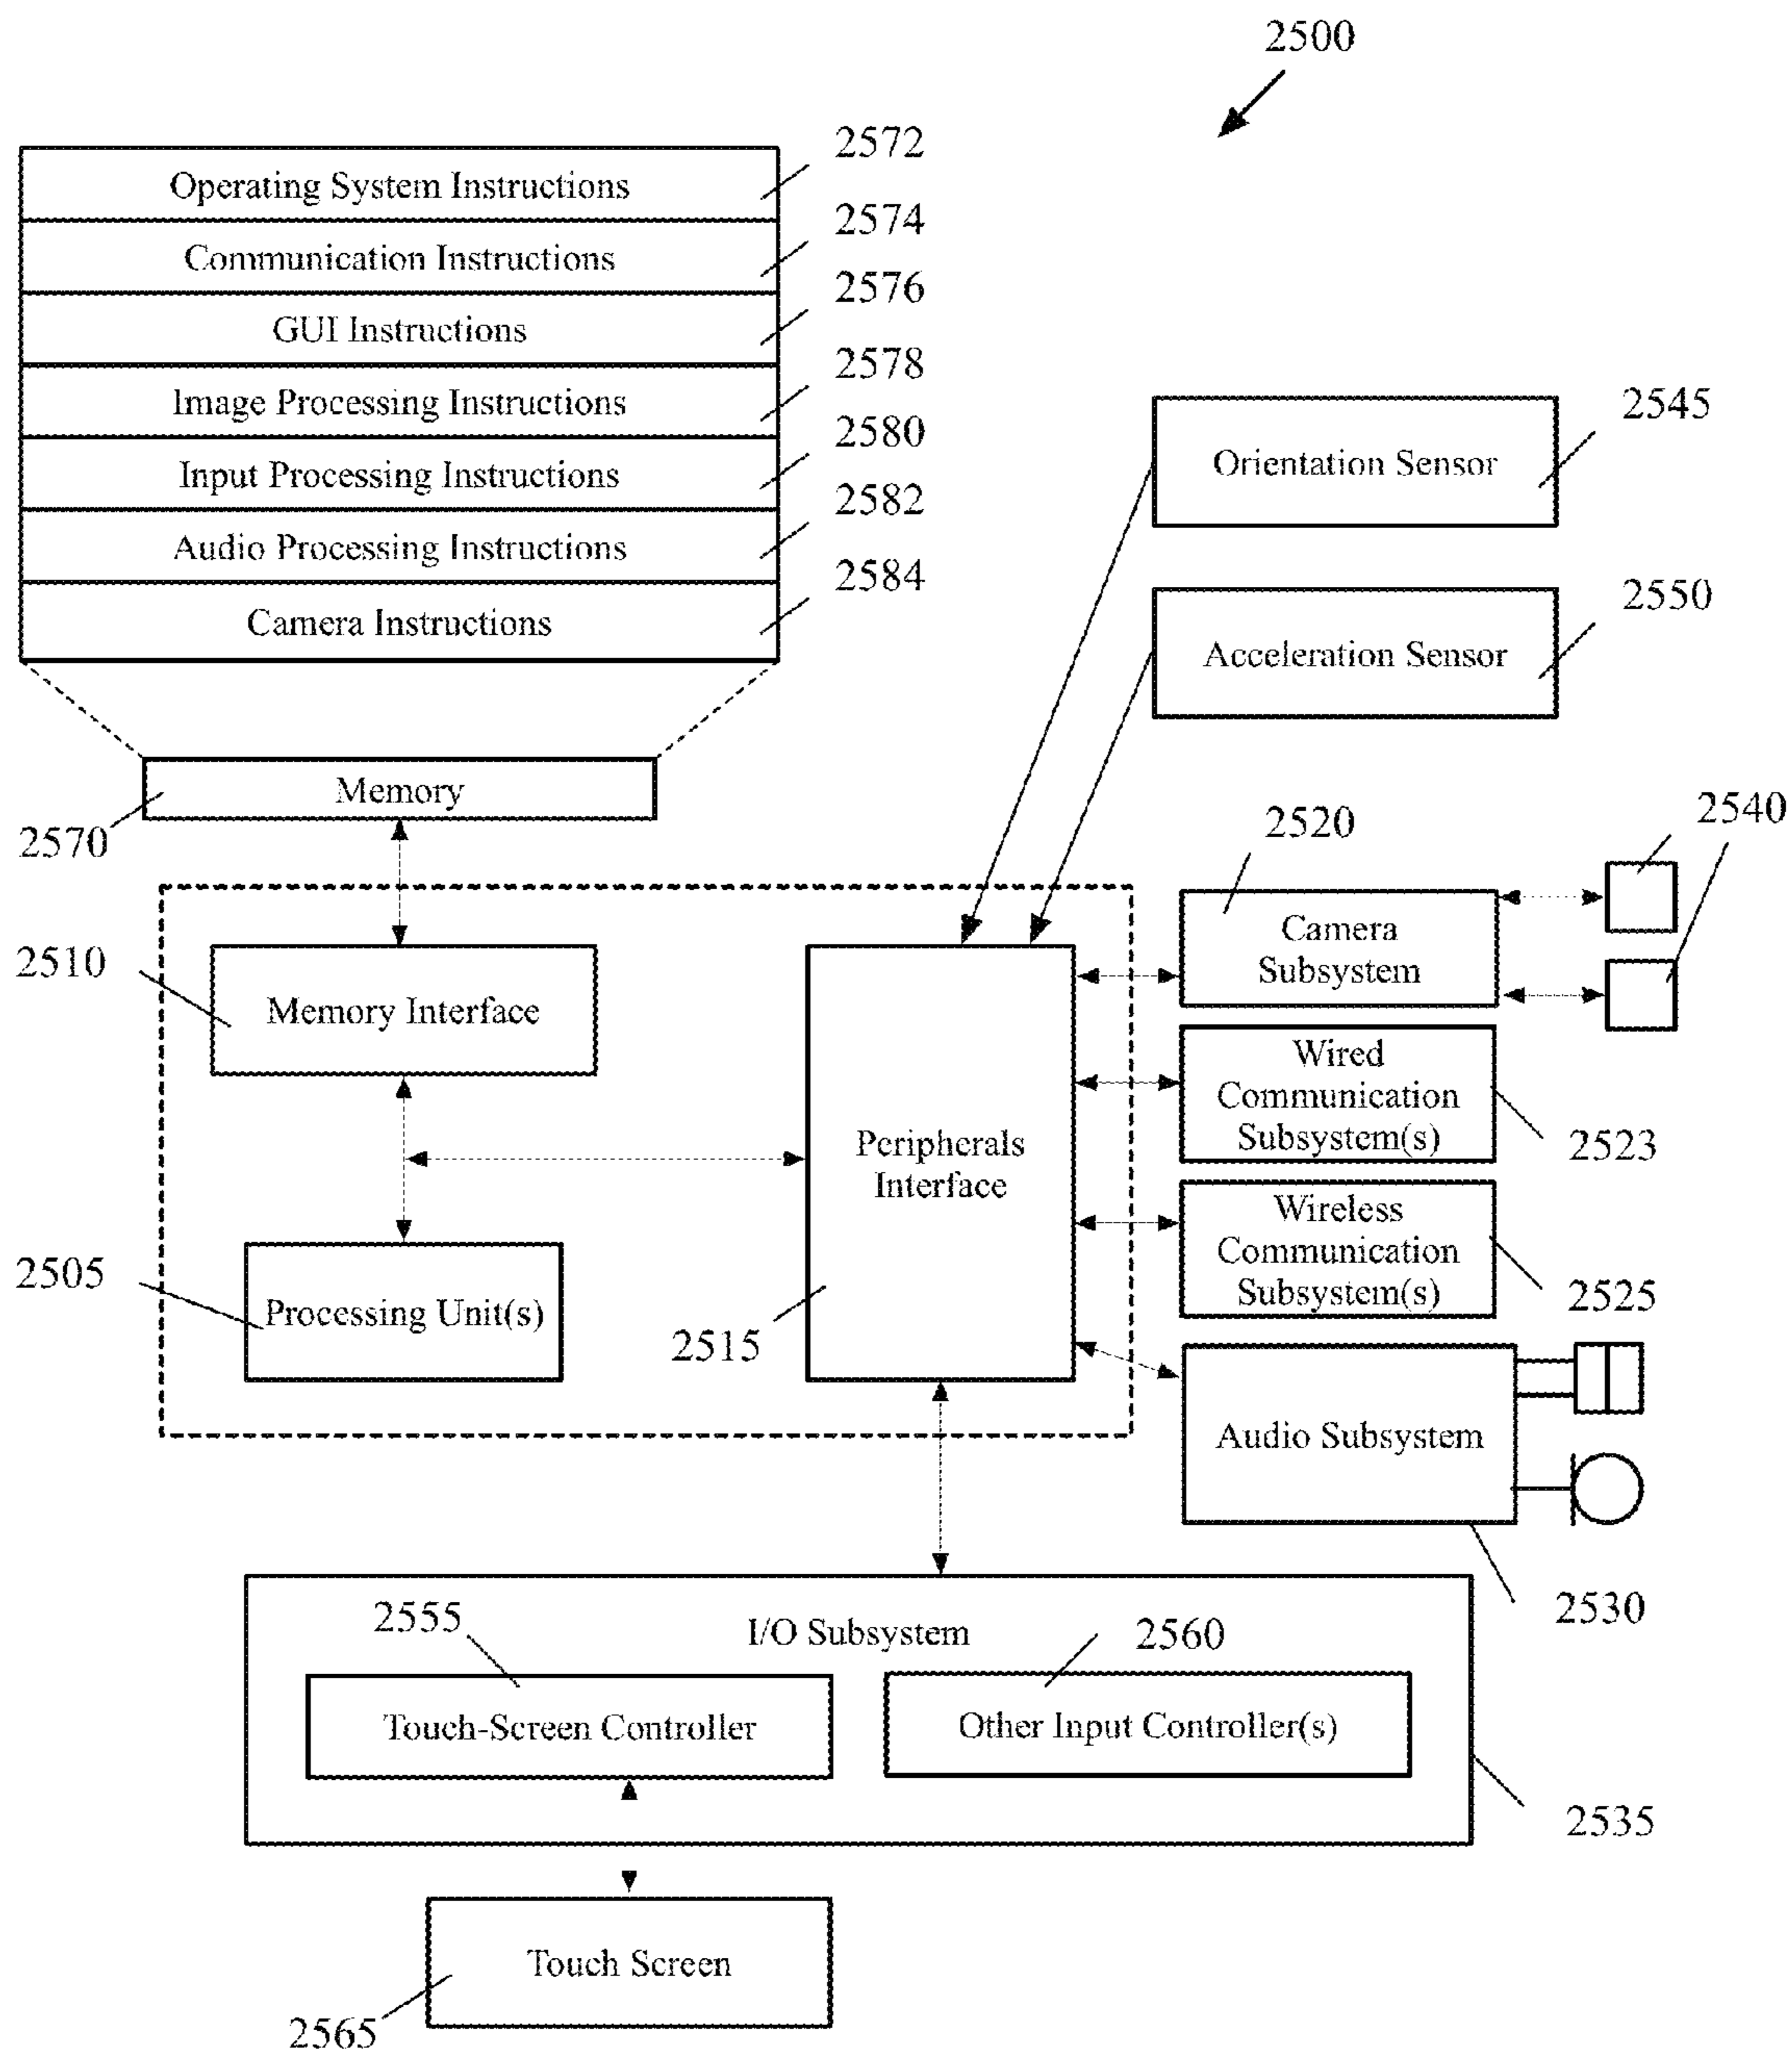 2500
2572
Operating System Instructions
2574
Communication Instructions
2576
GUI Instructions
2578
Image Processing Instructions
2580
Input Processing Instructions
2582
Audio Processing Instructions
2584
Camera Instructions
2545
Orientation Sensor
2550
Acceleration Sensor
Memory
2570
2540
2520
Camera
Subsystem
2510
Memory Interface
Wired
Communication
Subsystem(s)
2523
Peripherals
Interface
Wireless
Communication
Subsystem(s)
2525
2505
Processing Unit(s)
2515
Audio Subsystem
2530
I/O Subsystem
2555
2560
Touch-Screen Controller
Other Input Controller(s)
2535
Touch Screen
2565